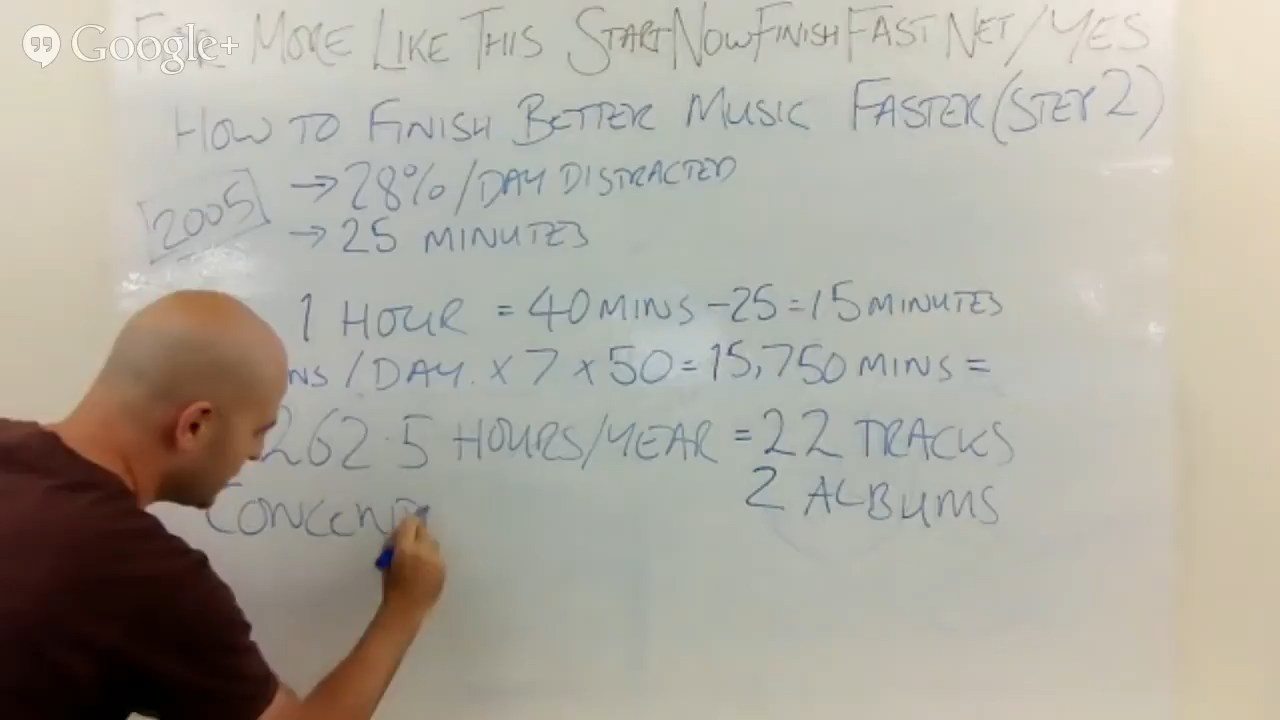 Google+
FOR MORE LIKE THIS STARTNOWFINISHFAST NET/YES
HOW TO FINISH BETTER MUSIC FASTER (STEP 2)
2005 → 28%/DAY DISTRACTED
→ 25 MINUTES
1 HOUR = 40 MINS - 25 = 15 MINUTES
NS/DAY. x 7 x 50 = 15,750 MINS =
262.5 HOURS/YEAR = 22 TRACKS
2 ALBUMS
CONCENT